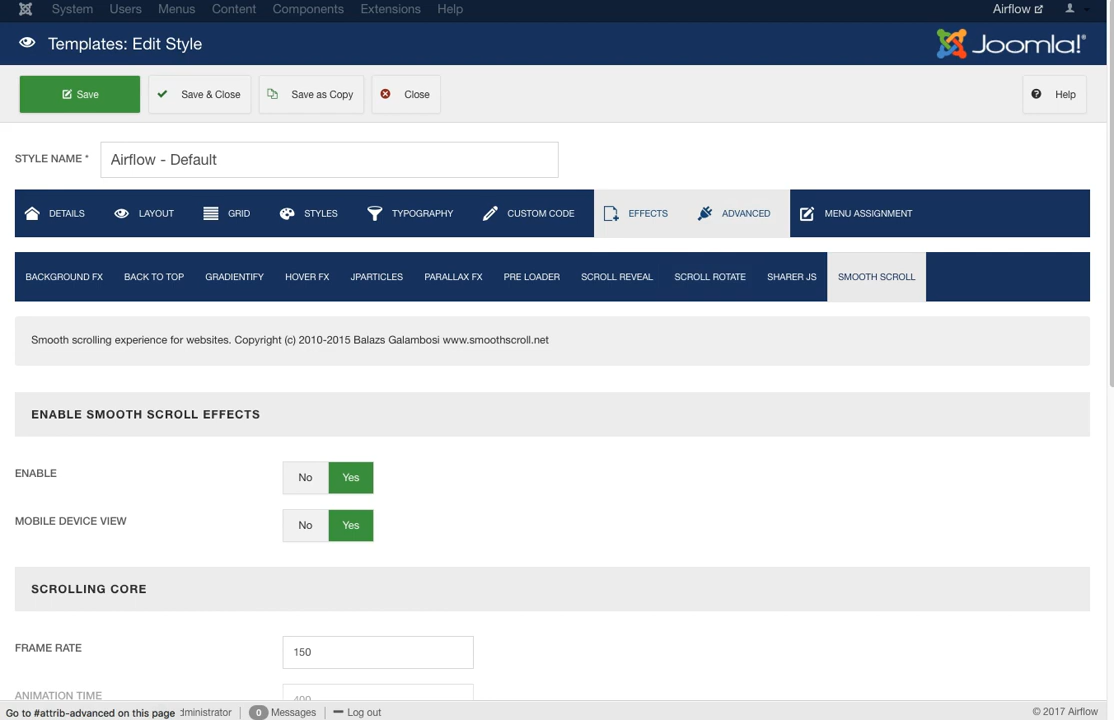 System Users Menus Content Components Extensions Help Airflow
Templates: Edit Style Joomla!®
Save Save & Close Save as Copy Close Help
STYLE NAME * Airflow - Default
DETAILS LAYOUT GRID STYLES TYPOGRAPHY CUSTOM CODE EFFECTS ADVANCED MENU ASSIGNMENT
BACKGROUND FX BACK TO TOP GRADIENTIFY HOVER FX JPARTICLES PARALLAX FX PRE LOADER SCROLL REVEAL SCROLL ROTATE SHARER JS SMOOTH SCROLL
Smooth scrolling experience for websites. Copyright (c) 2010-2015 Balazs Galambosi www.smoothscroll.net
ENABLE SMOOTH SCROLL EFFECTS
ENABLE No Yes
MOBILE DEVICE VIEW No Yes
SCROLLING CORE
FRAME RATE 150
ANIMATION TIME 400
Go to #attrib-advanced on this page dministrator 0 Messages Log out © 2017 Airflow